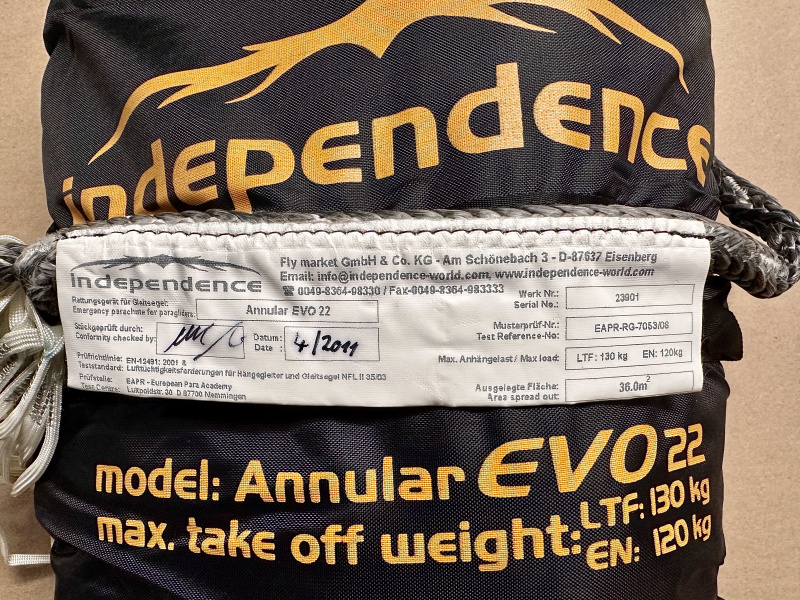 independence
independence
Fly market GmbH & Co. KG - Am Schönebach 3 - D-87637 Eisenberg
Email: info@independence-world.com, www.independence-world.com
☎ 0049-8364-98330 / Fax-0049-8364-983333
Rettungsgerät für Gleitsegel:
Emergency parachute for paragliders:
Annular EVO 22
Werk Nr.:
Serial No.:
23901
Stückgeprüft durch:
Conformity checked by:
Datum:
Date :
4/2011
Musterprüf-Nr.:
Test Reference-No:
EAPR-RG-7053/08
Max. Anhängelast / Max load:
LTF: 130 kg EN: 120kg
Prüfrichtlinie: EN-12491: 2001 &
Teststandard: Lufttüchtigkeitsforderungen für Hängegleiter und Gleitsegel NFL II 35/03
Prüfstelle: EAPR - European Para Academy
Test Centre: Luitpoldstr. 30 D 87700 Memmingen
Ausgelegte Fläche:
Area spread out:
36.0m²
model: Annular EVO 22
max. take off weight: LTF: 130 kg
EN: 120 kg